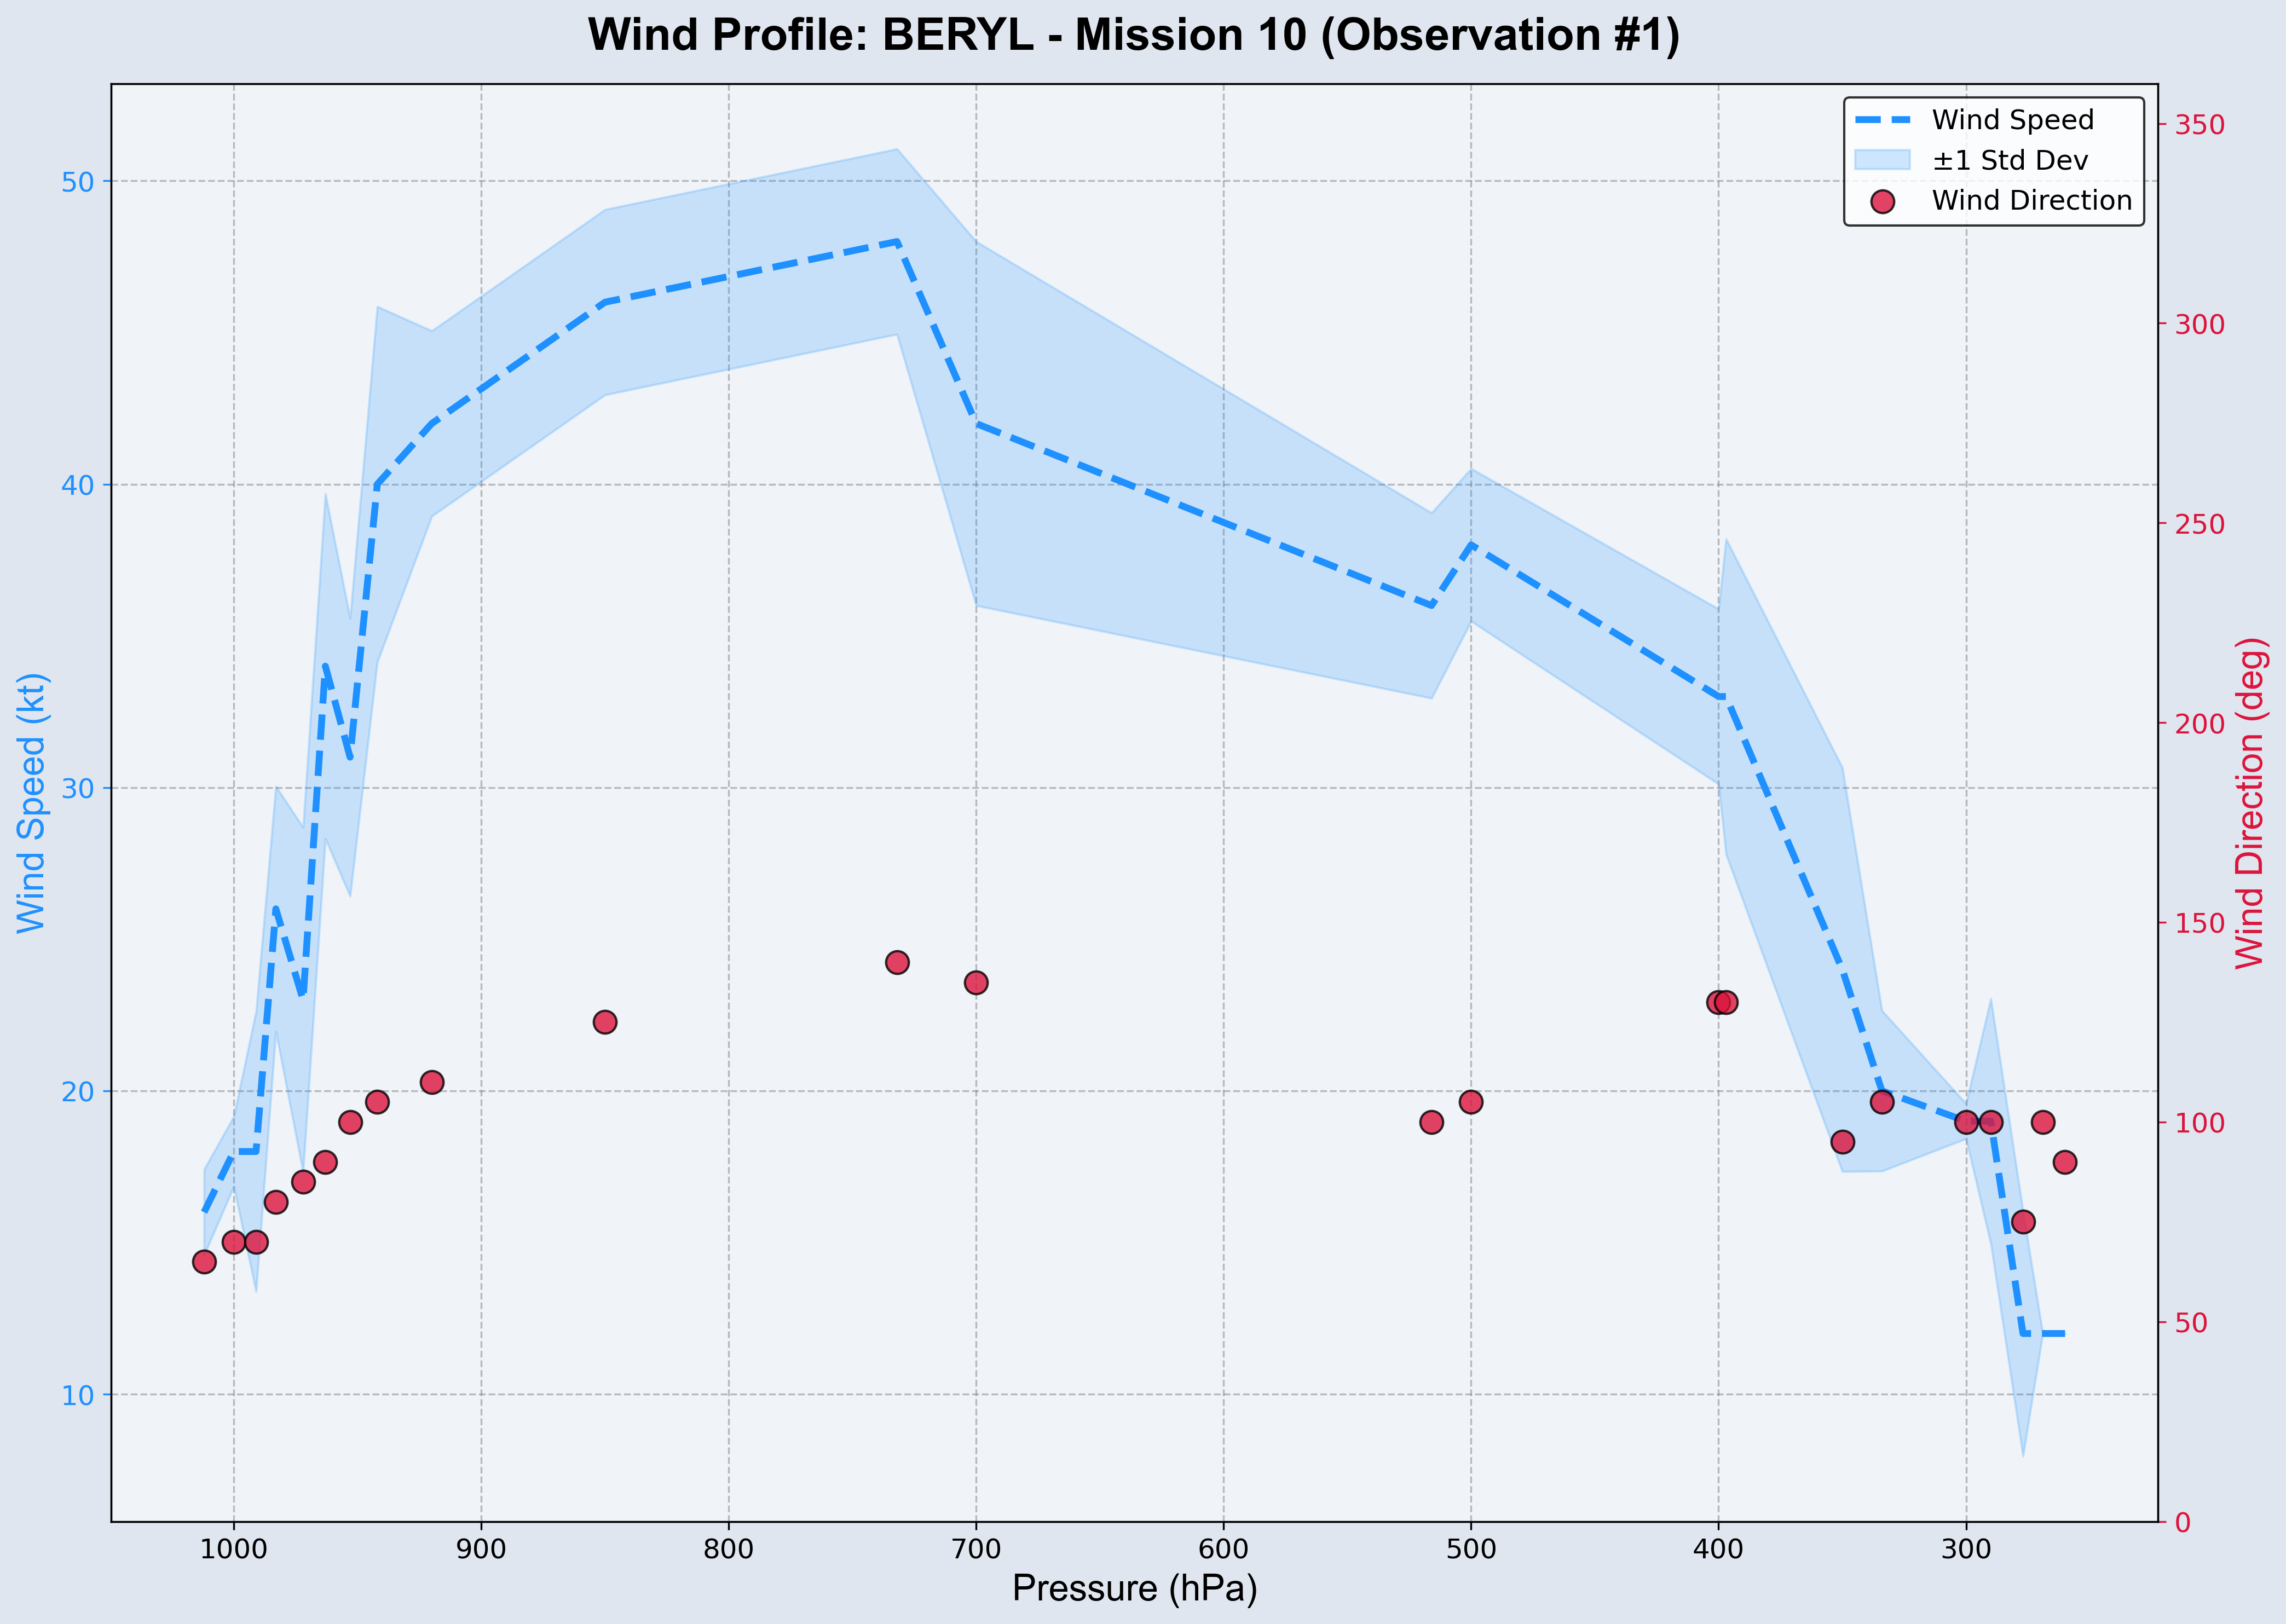 Wind Profile: BERYL - Mission 10 (Observation #1)
Wind Speed
±1 Std Dev
Wind Direction
50
40
30
20
10
Wind Speed (kt)
350
300
250
200
150
100
50
0
Wind Direction (deg)
1000 900 800 700 600 500 400 300
Pressure (hPa)